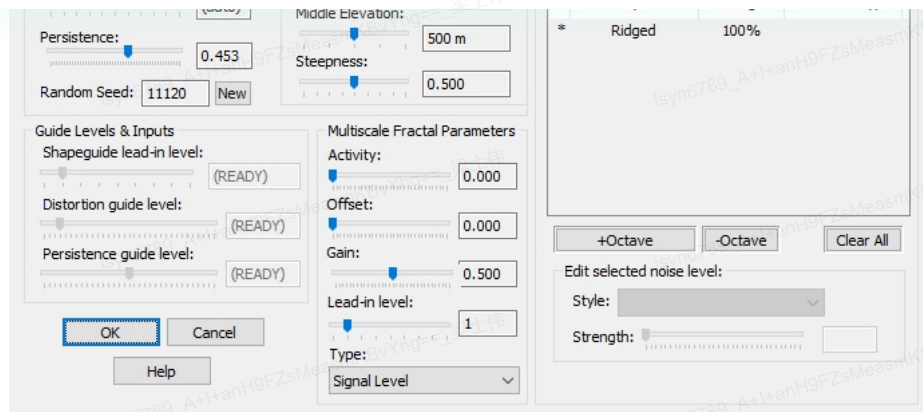 Middle Elevation:
500 m
Persistence:
0.453
Steepness:
0.500
Random Seed: 11120 New
* Ridged 100%
Guide Levels & Inputs
Shapeguide lead-in level:
(READY)
Distortion guide level:
(READY)
Persistence guide level:
(READY)
OK Cancel
Help
Multiscale Fractal Parameters
Activity:
0.000
Offset:
0.000
Gain:
0.500
Lead-in level:
1
Type:
Signal Level
+Octave -Octave Clear All
Edit selected noise level:
Style:
Strength: